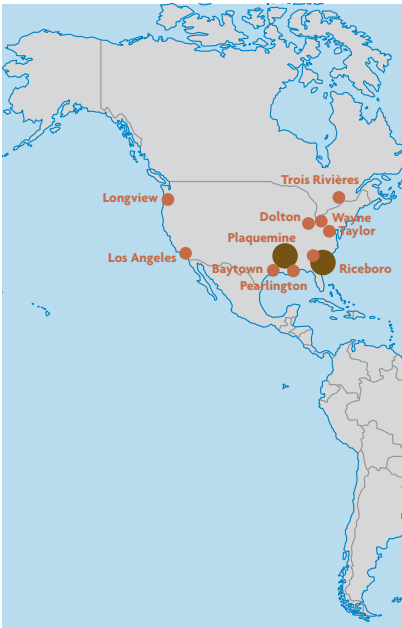 Trois Rivières
Longview
Dolton
Wayne
Taylor
Plaquemine
Los Angeles
Baytown
Riceboro
Pearlington